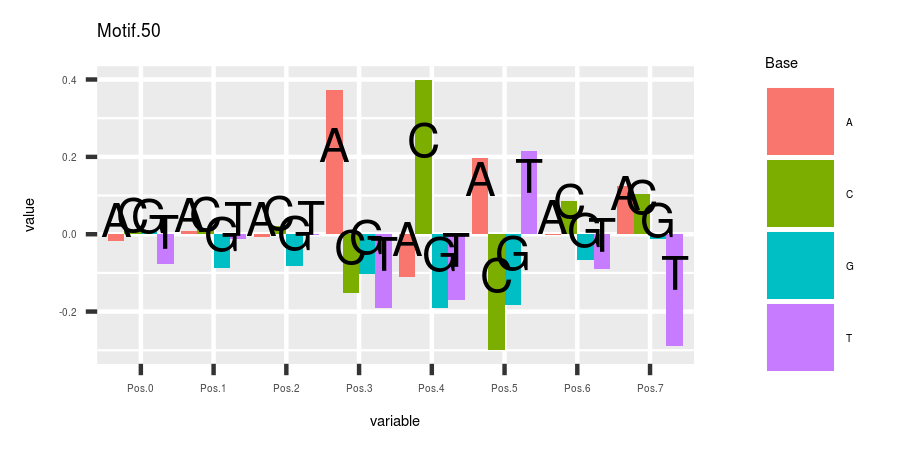 Motif.50
Base
0.4
0.2
0.0
-0.2
value
A C G T A C G T A C G T A C G T A C G T A C G T A C G T A C G T
Pos.0 Pos.1 Pos.2 Pos.3 Pos.4 Pos.5 Pos.6 Pos.7
variable
A
C
G
T